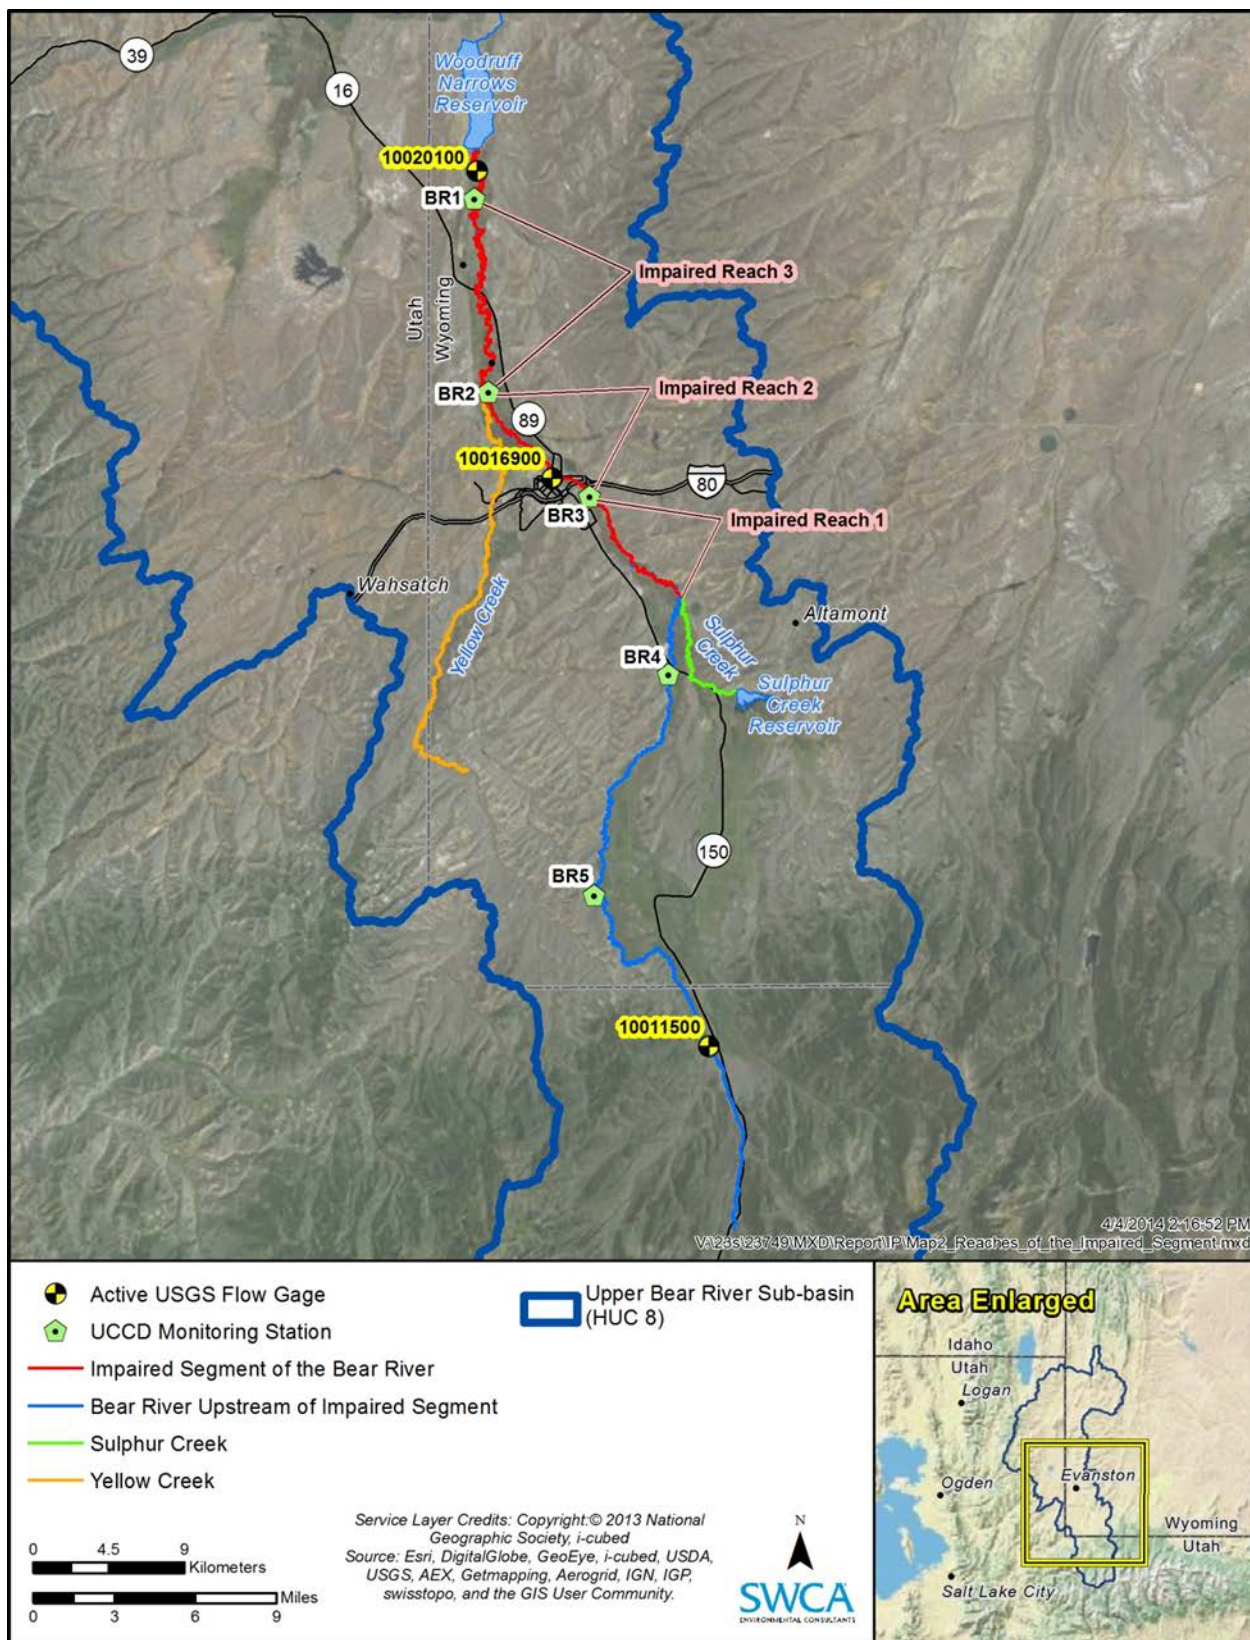 39
16
Woodruff
Narrows
Reservoir
10020100
BR1
Impaired Reach 3
Utah
Wyoming
BR2
Impaired Reach 2
89
10016900
80
BR3
Impaired Reach 1
Wahsatch
Yellow Creek
Altamont
Sulphur
Creek
BR4
Sulphur
Creek
Reservoir
150
BR5
10011500
4/4/2014 2:16:52 PM
V:\23s\23749\MXD\Report\IP\Map2_Reaches_of_the_Impaired_Segment.mxd
Active USGS Flow Gage
UCCD Monitoring Station
Impaired Segment of the Bear River
Bear River Upstream of Impaired Segment
Sulphur Creek
Yellow Creek
Upper Bear River Sub-basin
(HUC 8)
0 4.5 9
Kilometers
Miles
0 3 6 9
Service Layer Credits: Copyright:© 2013 National
Geographic Society, i-cubed
Source: Esri, DigitalGlobe, GeoEye, i-cubed, USDA,
USGS, AEX, Getmapping, Aerogrid, IGN, IGP,
swisstopo, and the GIS User Community.
N
SWCA
ENVIRONMENTAL CONSULTANTS
Area Enlarged
Idaho
Utah
Logan
Ogden
Evanston
Wyoming
Utah
Salt Lake City